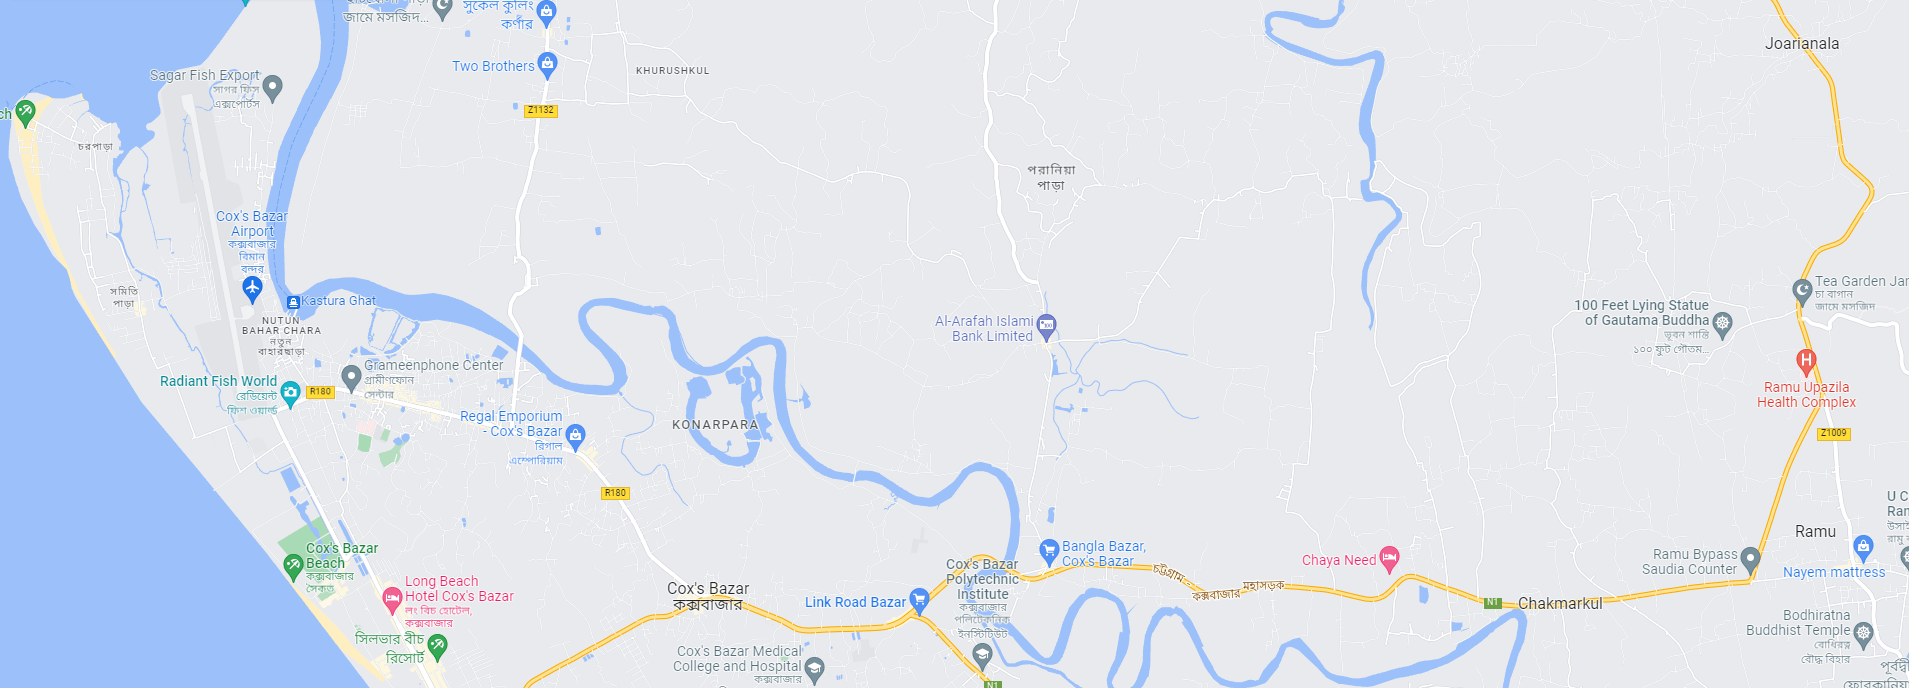 সুকেল কুলিং
কর্ণার
জামে মসজিদ...
Joarianala
Two Brothers
KHURUSHKUL
Sagar Fish Export
সাগর ফিস
এক্সপোর্টস
Z1132
ch
চরপাড়া
পরানিয়া
পাড়া
Cox's Bazar
Airport
কক্সবাজার
বিমান
বন্দর
সমিতি
পাড়া
Kastura Ghat
NUTUN
BAHAR CHARA
নতুন
বাহারছাড়া
Tea Garden Jar
চা বাগান
জামে মসজিদ
100 Feet Lying Statue
of Gautama Buddha
ভূবন শান্তি
১০০ ফুট গৌতম...
Al-Arafah Islami
Bank Limited
Grameenphone Center
গ্রামীণফোন
সেন্টার
Radiant Fish World
রেডিয়েন্ট
ফিশ ওয়ার্ল্ড
R180
H
Ramu Upazila
Health Complex
Regal Emporium
- Cox's Bazar
রিগাল
এম্পোরিয়াম
KONARPARA
Z1009
R180
U C
Ran
উসাই
রামু
Ramu
Cox's Bazar
Beach
কক্সবাজার
সৈকত
Bangla Bazar,
Cox's Bazar
Chaya Need
Ramu Bypass
Saudia Counter
Nayem mattress
Cox's Bazar
Polytechnic
Institute
কক্সবাজার
পলিটেকনিক
ইনস্টিটিউট
চট্টগ্রাম
কক্সবাজার
মহাসড়ক
Long Beach
Hotel Cox's Bazar
লং বিচ হোটেল,
কক্সবাজার
Cox's Bazar
কক্সবাজার
Link Road Bazar
N1
Chakmarkul
Bodhiratna
Buddhist Temple
বোধিরত্ন
বৌদ্ধ বিহার
সিলভার বীচ
রিসোর্ট
Cox's Bazar Medical
College and Hospital
কক্সবাজার
N1